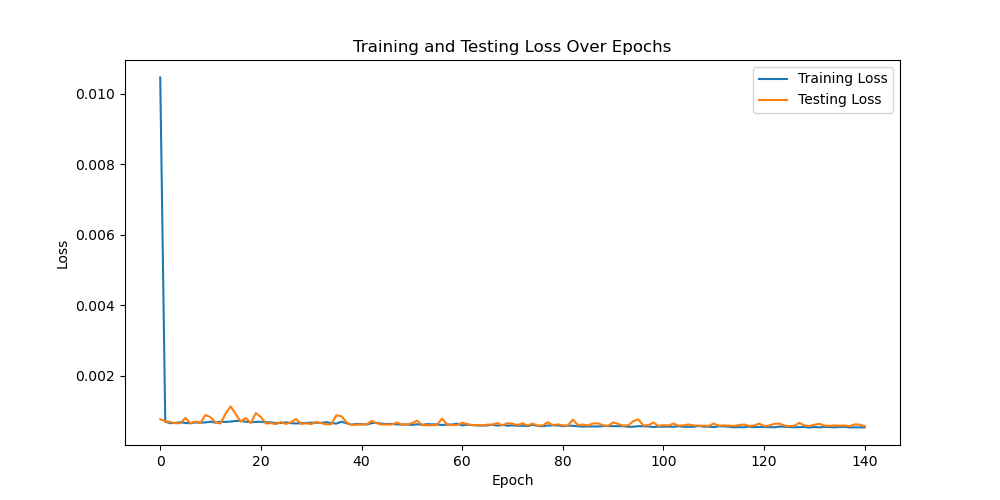 Training and Testing Loss Over Epochs
Training Loss
Testing Loss
0.010
0.008
0.006
0.004
0.002
Loss
0 20 40 60 80 100 120 140
Epoch